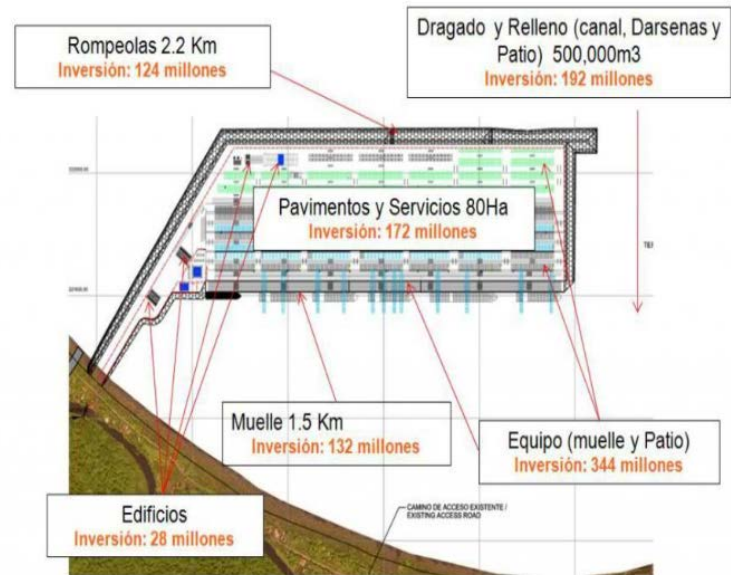 Rompeolas 2.2 Km
Inversión: 124 millones
Dragado y Relleno (canal, Darsenas y
Patio) 500,000m3
Inversión: 192 millones
Pavimentos y Servicios 80Ha
Inversión: 172 millones
Muelle 1.5 Km
Inversión: 132 millones
Equipo (muelle y Patio)
Inversión: 344 millones
Edificios
Inversión: 28 millones
CAMINO DE ACCESO EXISTENTE /
EXISTING ACCESS ROAD